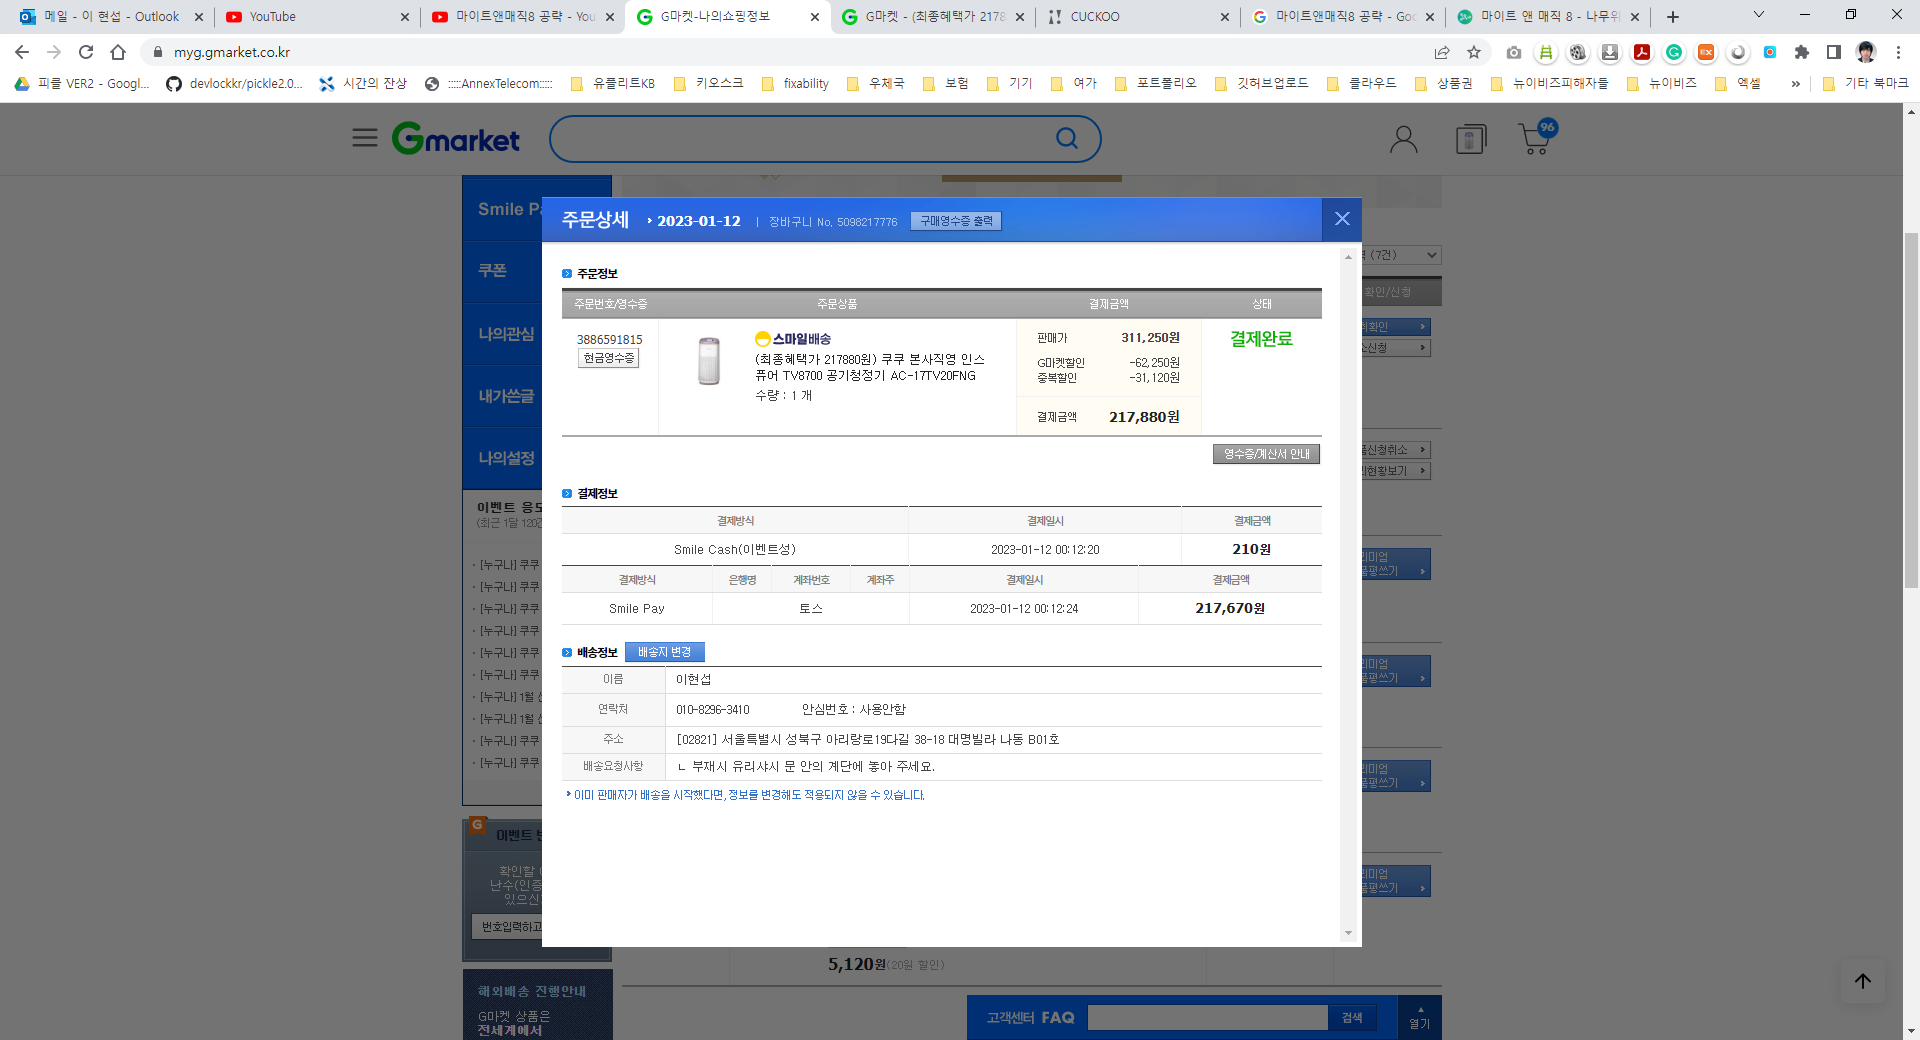 메일 - 이 현섭 - Outlook
YouTube
마이트앤매직8 공략 - You
G마켓-나의쇼핑정보
G마켓 - (최종혜택가 2178
CUCKOO
마이트앤매직8 공략 - Goo
마이트 앤 매직 8 - 나무위
myg.gmarket.co.kr
피클 VER2 - Googl...
devlockkr/pickle2.0...
시간의 잔상
:::::AnnexTelecom:::::
유플리트KB
키오스크
fixability
우체국
보험
기기
여가
포트폴리오
깃허브업로드
클라우드
상품권
뉴이비즈피해자들
뉴이비즈
엑셀
»
기타 북마크
Gmarket
96
Smile Pa
쿠폰
나의관심
내가쓴글
나의설정
이벤트 응모
(최근 1달 120건
[누구나] 쿠쿠
[누구나] 쿠쿠
[누구나] 쿠쿠
[누구나] 쿠쿠
[누구나] 쿠쿠
[누구나] 쿠쿠
[누구나] 1월 선
[누구나] 1월 선
[누구나] 쿠쿠
[누구나] 쿠쿠
이벤트 번
확인할
난수(인증
있으신
번호입력하고
해외배송 진행안내
G마켓 상품은
전세계에서
주문상세
2023-01-12 | 장바구니 No. 5098217776
구매영수증 출력
주문정보
주문번호/영수증 주문상품 결제금액 상태
3886591815
현금영수증
스마일배송
(최종혜택가 217880원) 쿠쿠 본사직영 인스
퓨어 TV8700 공기청정기 AC-17TV20FNG
수량 : 1 개
판매가 311,250원
G마켓할인 -62,250원
중복할인 -31,120원
결제금액 217,880원
결제완료
영수증/계산서 안내
결제정보
결제방식 결제일시 결제금액
Smile Cash(이벤트성) 2023-01-12 00:12:20 210원
결제방식 은행명 계좌번호 계좌주 결제일시 결제금액
Smile Pay 토스 2023-01-12 00:12:24 217,670원
배송정보
배송지 변경
이름 이현섭
연락처 010-8296-3410 안심번호 : 사용안함
주소 [02821] 서울특별시 성북구 아리랑로19다길 38-18 대명빌라 나동 B01호
배송요청사항 ㄴ 부재시 유리샤시 문 안의 계단에 놓아 주세요.
이미 판매자가 배송을 시작했다면, 정보를 변경해도 적용되지 않을 수 있습니다.
(7건)
확인/신청
확인
신청
신청취소
현황보기
리미엄
품평쓰기
리미엄
품평쓰기
리미엄
품평쓰기
리미엄
품평쓰기
5,120원(20원 할인)
고객센터 FAQ
검색
열기